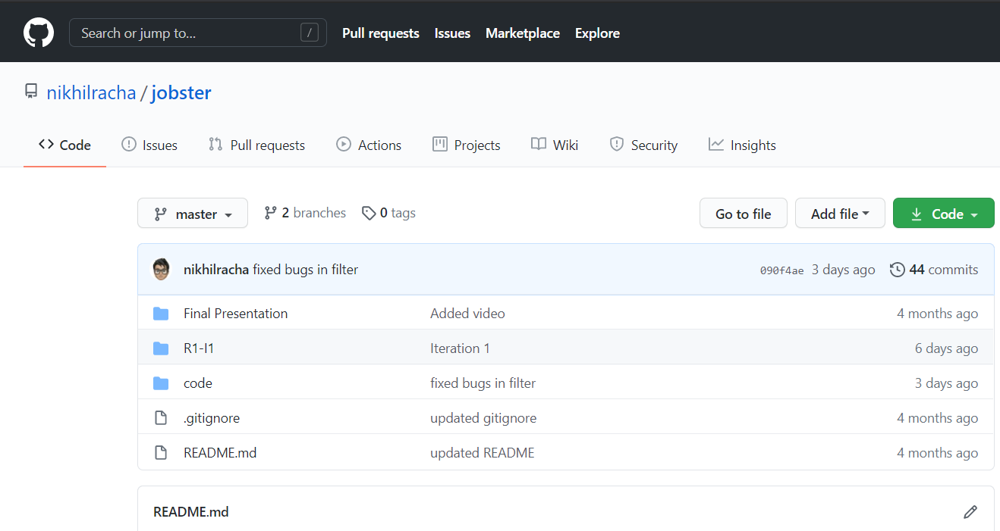 Search or jump to... / Pull requests Issues Marketplace Explore
nikhilracha / jobster
Code Issues Pull requests Actions Projects Wiki Security Insights
master 2 branches 0 tags Go to file Add file Code
nikhilracha fixed bugs in filter 090f4ae 3 days ago 44 commits
Final Presentation Added video 4 months ago
R1-I1 Iteration 1 6 days ago
code fixed bugs in filter 3 days ago
.gitignore updated gitignore 4 months ago
README.md updated README 4 months ago
README.md